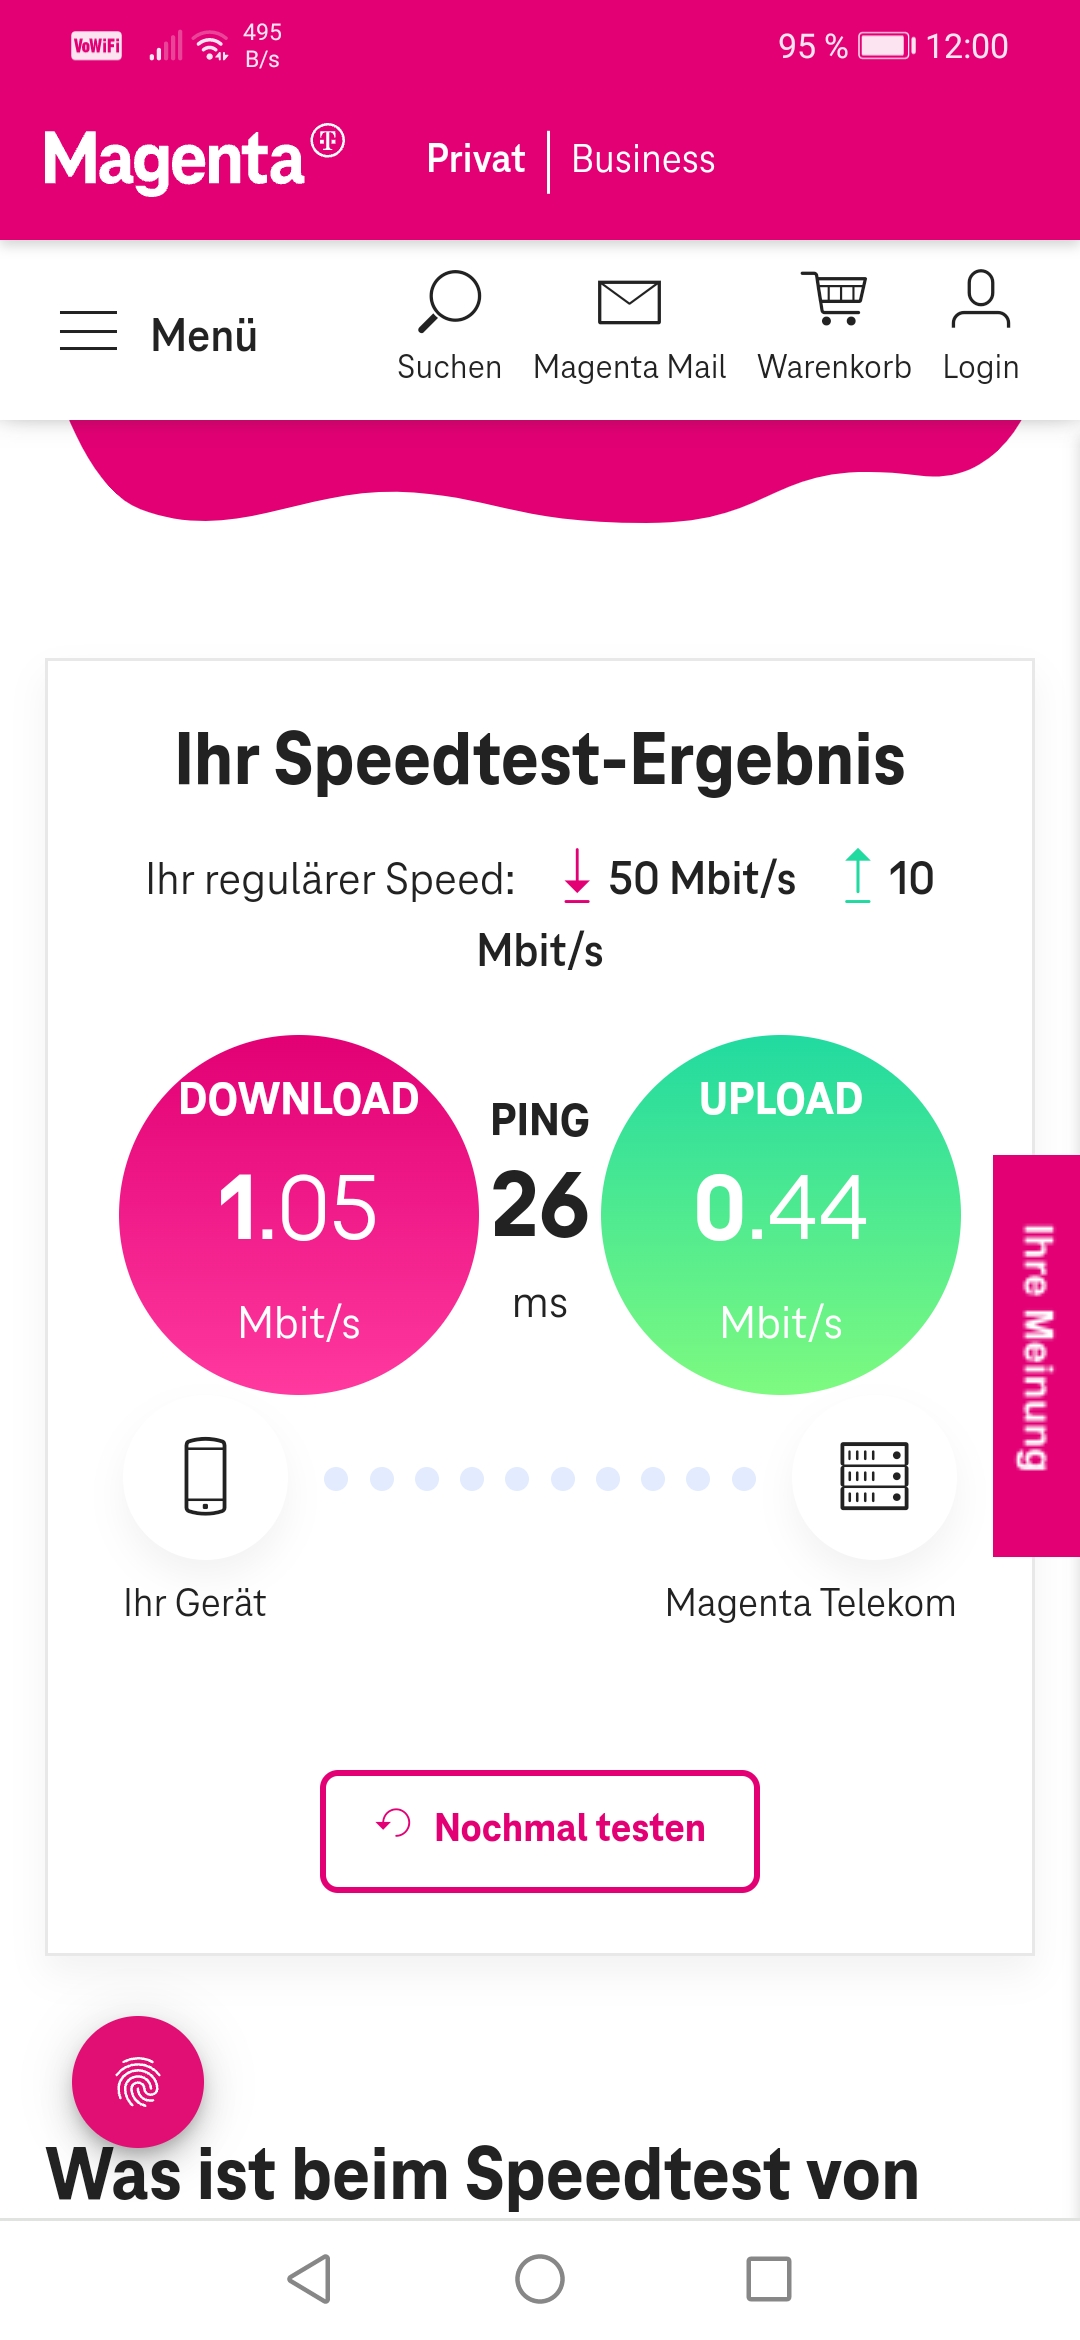 VoWiFi 495 B/s 95 % 12:00
Magenta T Privat Business
Menü Suchen Magenta Mail Warenkorb Login
Ihr Speedtest-Ergebnis
Ihr regulärer Speed: 50 Mbit/s 10
Mbit/s
DOWNLOAD PING UPLOAD
1.05 26 0.44
Mbit/s ms Mbit/s
Ihre Meinung
Ihr Gerät Magenta Telekom
Nochmal testen
Was ist beim Speedtest von